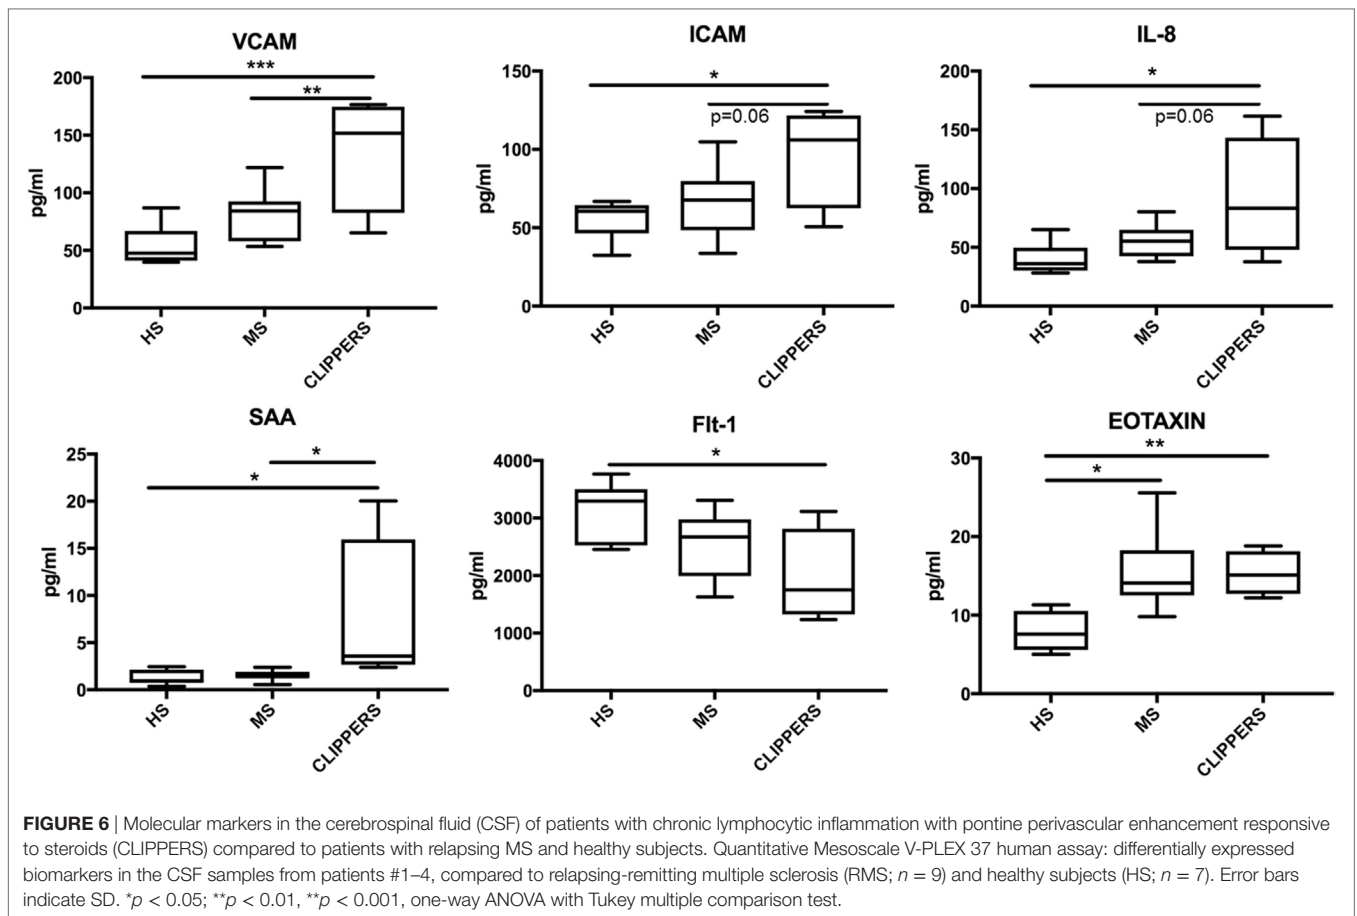 VCAM
***
**
200
150
100
50
0
pg/ml
HS
MS
CLIPPERS
ICAM
*
p=0.06
150
100
50
0
pg/ml
HS
MS
CLIPPERS
IL-8
*
p=0.06
200
150
100
50
0
pg/ml
HS
MS
CLIPPERS
SAA
*
*
25
20
15
10
5
0
pg/ml
HS
MS
CLIPPERS
Flt-1
*
4000
3000
2000
1000
0
pg/ml
HS
MS
CLIPPERS
EOTAXIN
**
*
30
20
10
0
pg/ml
HS
MS
CLIPPERS
FIGURE 6 | Molecular markers in the cerebrospinal fluid (CSF) of patients with chronic lymphocytic inflammation with pontine perivascular enhancement responsive
to steroids (CLIPPERS) compared to patients with relapsing MS and healthy subjects. Quantitative Mesoscale V-PLEX 37 human assay: differentially expressed
biomarkers in the CSF samples from patients #1–4, compared to relapsing-remitting multiple sclerosis (RMS; n = 9) and healthy subjects (HS; n = 7). Error bars
indicate SD. *p < 0.05; **p < 0.01, **p < 0.001, one-way ANOVA with Tukey multiple comparison test.